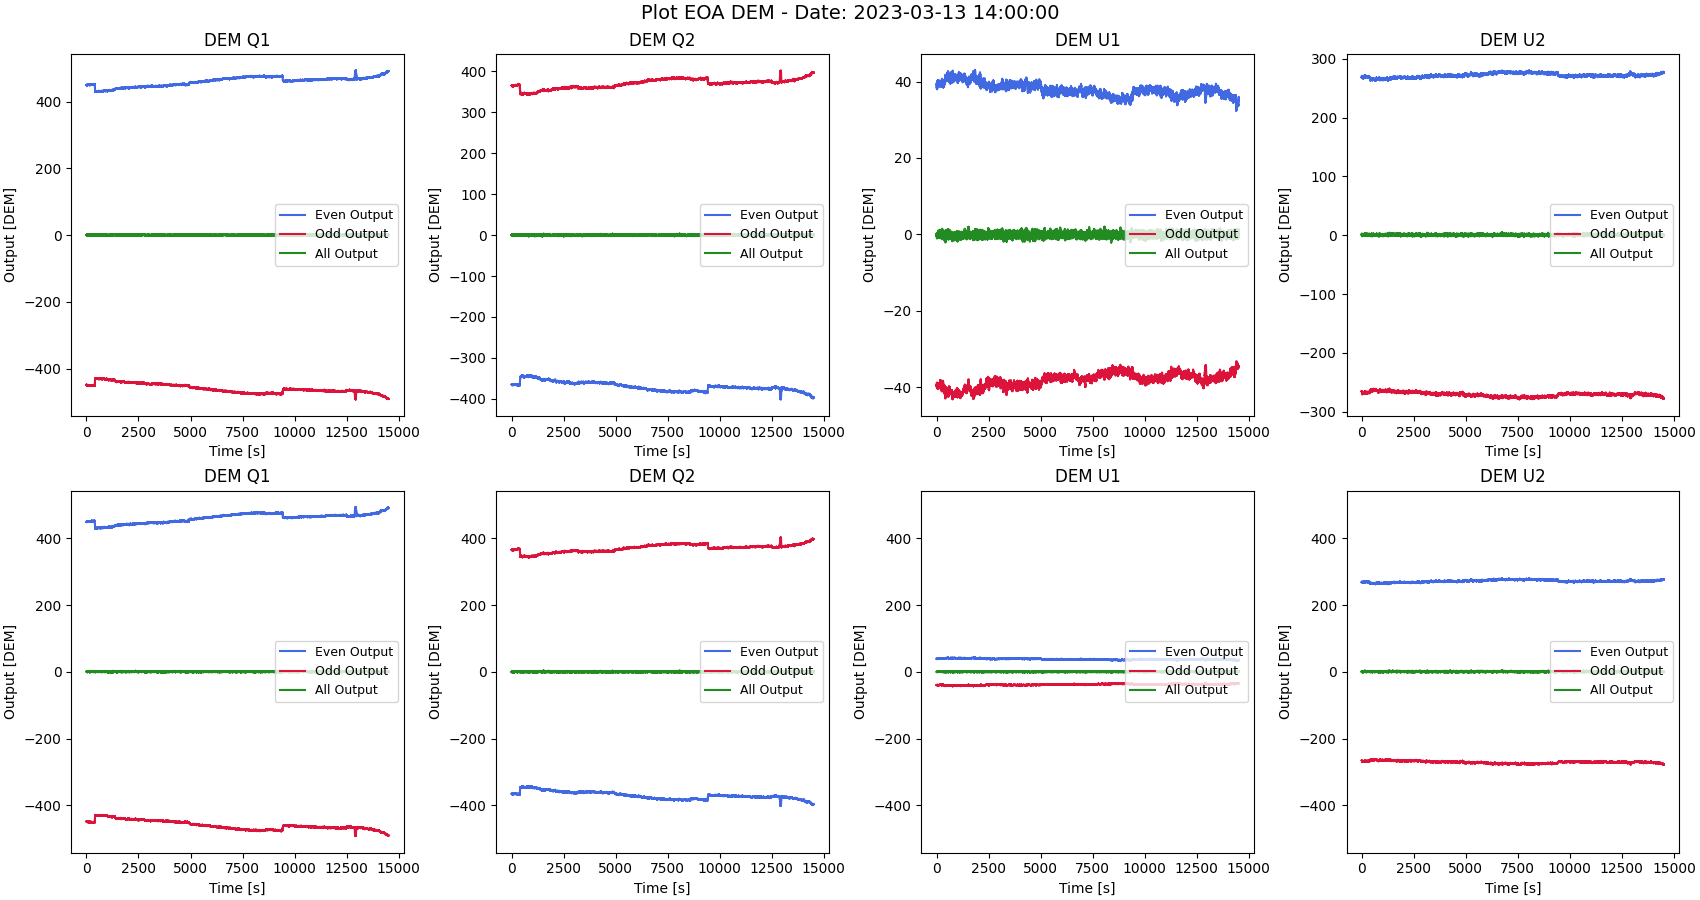 Plot EOA DEM - Date: 2023-03-13 14:00:00
DEM Q1
Output [DEM]
400
200
0
−200
−400
Even Output
Odd Output
All Output
0 2500 5000 7500 10000 12500 15000
Time [s]
DEM Q2
Output [DEM]
400
300
200
100
0
−100
−200
−300
−400
Even Output
Odd Output
All Output
0 2500 5000 7500 10000 12500 15000
Time [s]
DEM U1
Output [DEM]
40
20
0
−20
−40
Even Output
Odd Output
All Output
0 2500 5000 7500 10000 12500 15000
Time [s]
DEM U2
Output [DEM]
300
200
100
0
−100
−200
−300
Even Output
Odd Output
All Output
0 2500 5000 7500 10000 12500 15000
Time [s]
DEM Q1
Output [DEM]
400
200
0
−200
−400
Even Output
Odd Output
All Output
0 2500 5000 7500 10000 12500 15000
Time [s]
DEM Q2
Output [DEM]
400
200
0
−200
−400
Even Output
Odd Output
All Output
0 2500 5000 7500 10000 12500 15000
Time [s]
DEM U1
Output [DEM]
400
200
0
−200
−400
Even Output
Odd Output
All Output
0 2500 5000 7500 10000 12500 15000
Time [s]
DEM U2
Output [DEM]
400
200
0
−200
−400
Even Output
Odd Output
All Output
0 2500 5000 7500 10000 12500 15000
Time [s]